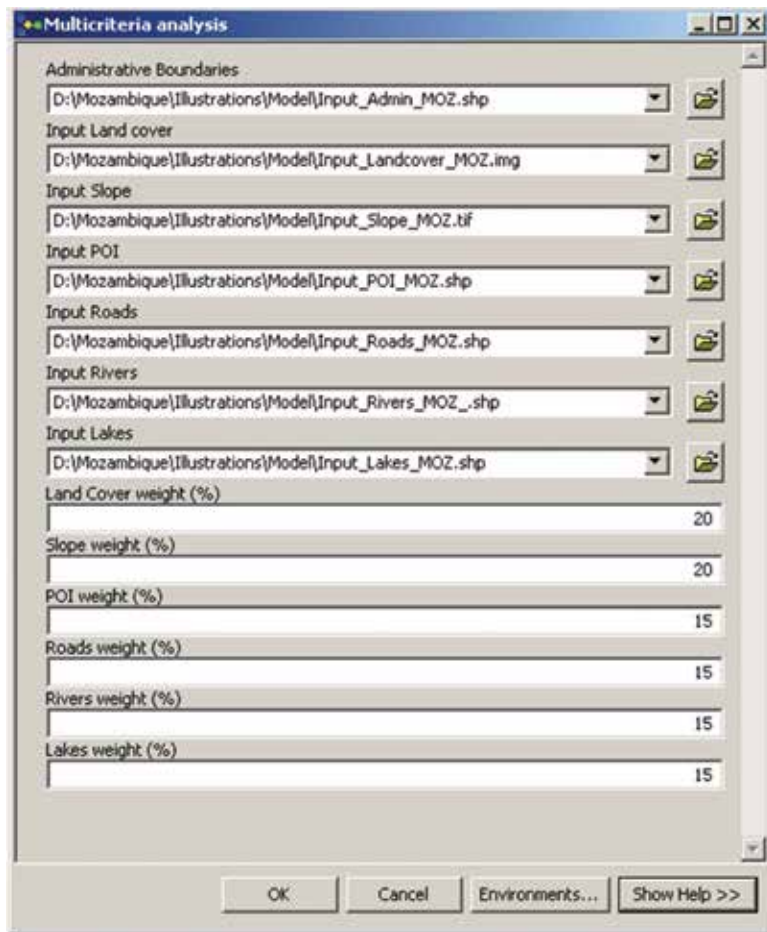 Multicriteria analysis
Administrative Boundaries
D:\Mozambique\Illustrations\Model\Input_Admin_MOZ.shp
Input Land cover
D:\Mozambique\Illustrations\Model\Input_Landcover_MOZ.img
Input Slope
D:\Mozambique\Illustrations\Model\Input_Slope_MOZ.tif
Input POI
D:\Mozambique\Illustrations\Model\Input_POI_MOZ.shp
Input Roads
D:\Mozambique\Illustrations\Model\Input_Roads_MOZ.shp
Input Rivers
D:\Mozambique\Illustrations\Model\Input_Rivers_MOZ_.shp
Input Lakes
D:\Mozambique\Illustrations\Model\Input_Lakes_MOZ.shp
Land Cover weight (%)
20
Slope weight (%)
20
POI weight (%)
15
Roads weight (%)
15
Rivers weight (%)
15
Lakes weight (%)
15
OK Cancel Environments... Show Help >>